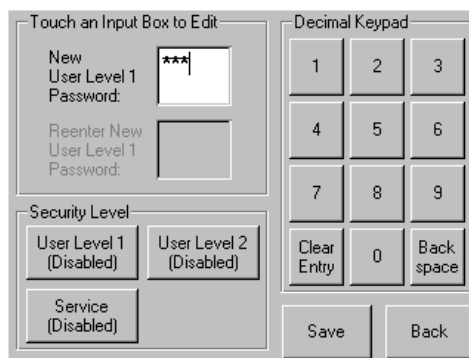 Touch an Input Box to Edit
New
User Level 1
Password:
***
Reenter New
User Level 1
Password:
Security Level
User Level 1
(Disabled)
User Level 2
(Disabled)
Service
(Disabled)
Decimal Keypad
1 2 3
4 5 6
7 8 9
Clear
Entry
0
Back
space
Save
Back